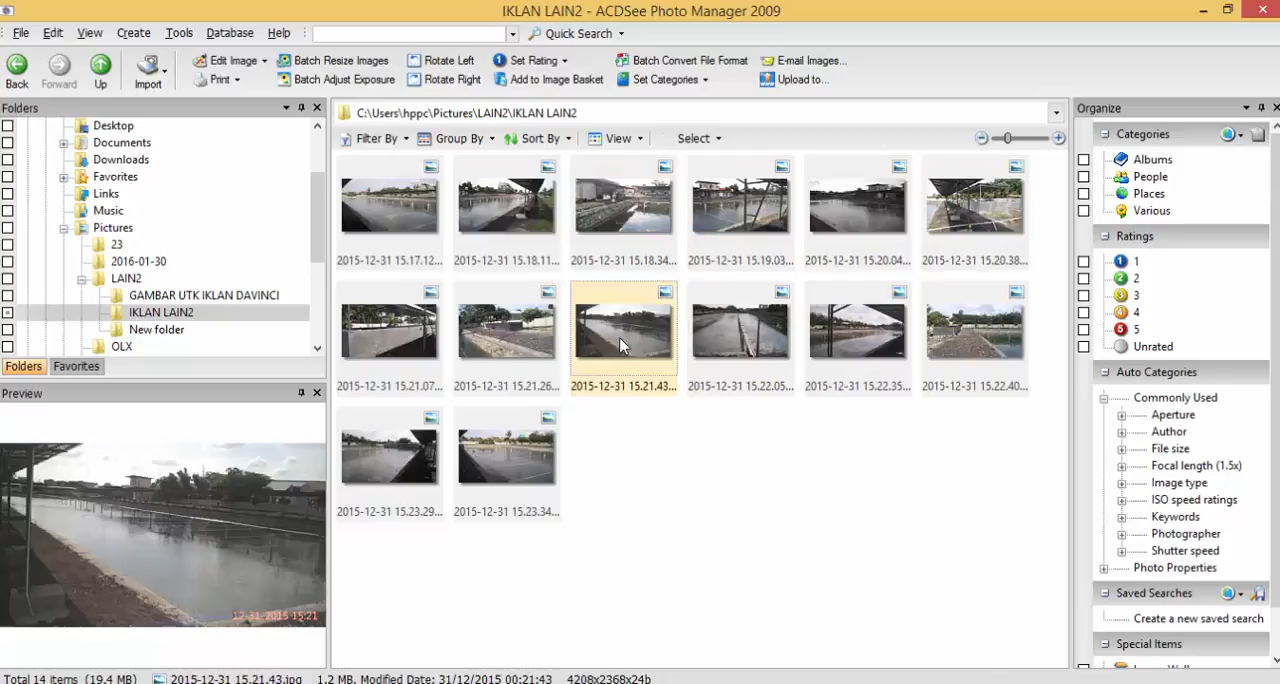 IKLAN LAIN2 - ACDSee Photo Manager 2009
File Edit View Create Tools Database Help Quick Search
Back Forward Up Import
Edit Image Batch Resize Images Rotate Left Set Rating Batch Convert File Format E-mail Images...
Print Batch Adjust Exposure Rotate Right Add to Image Basket Set Categories Upload to...
Folders
Desktop
Documents
Downloads
Favorites
Links
Music
Pictures
23
2016-01-30
LAIN2
GAMBAR UTK IKLAN DAVINCI
IKLAN LAIN2
New folder
OLX
Folders Favorites
Preview
12-31-2015 15:21
C:\Users\hppc\Pictures\LAIN2\IKLAN LAIN2
Filter By Group By Sort By View Select
2015-12-31 15.17.12... 2015-12-31 15.18.11... 2015-12-31 15.18.34... 2015-12-31 15.19.03... 2015-12-31 15.20.04... 2015-12-31 15.20.38...
2015-12-31 15.21.07... 2015-12-31 15.21.26... 2015-12-31 15.21.43... 2015-12-31 15.22.05... 2015-12-31 15.22.35... 2015-12-31 15.22.40...
2015-12-31 15.23.29... 2015-12-31 15.23.34...
Organize
Categories
Albums
People
Places
Various
Ratings
1 1
2 2
3 3
4 4
5 5
Unrated
Auto Categories
Commonly Used
Aperture
Author
File size
Focal length (1.5x)
Image type
ISO speed ratings
Keywords
Photographer
Shutter speed
Photo Properties
Saved Searches
Create a new saved search
Special Items
Total 14 items (19.4 MB) 2015-12-31 15.21.43.jpg 1.2 MB, Modified Date: 31/12/2015 00:21:43 4208x2368x24b